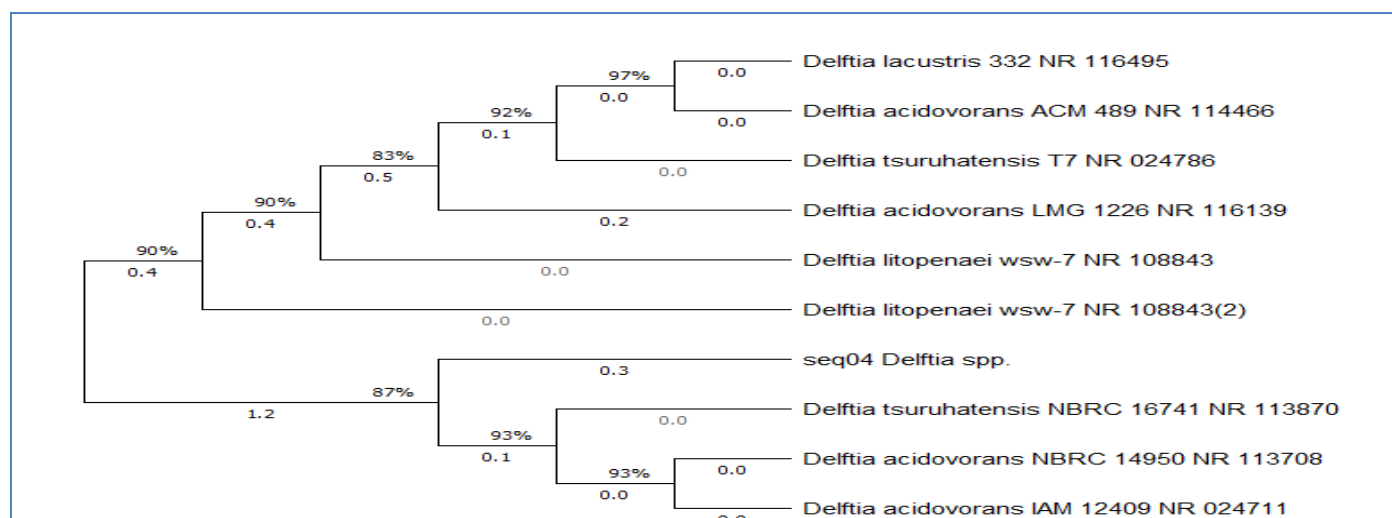 Delftia lacustris 332 NR 116495
97%
0.0
0.0
Delftia acidovorans ACM 489 NR 114466
92%
0.0
0.1
Delftia tsuruhatensis T7 NR 024786
83%
0.0
0.5
Delftia acidovorans LMG 1226 NR 116139
90%
0.2
0.4
90%
Delftia litopenaei wsw-7 NR 108843
0.4
0.0
Delftia litopenaei wsw-7 NR 108843(2)
0.0
seq04 Delftia spp.
0.3
87%
1.2
Delftia tsuruhatensis NBRC 16741 NR 113870
0.0
93%
0.1
Delftia acidovorans NBRC 14950 NR 113708
93%
0.0
0.0
Delftia acidovorans IAM 12409 NR 024711